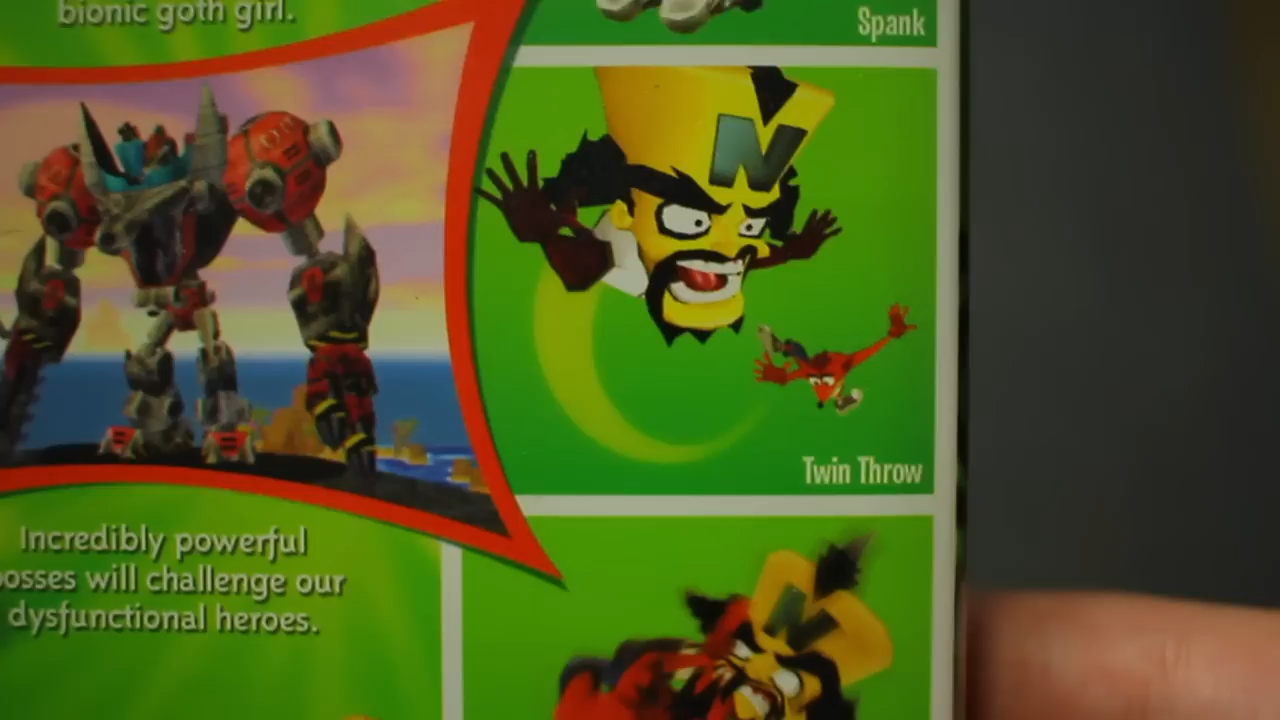 bionic goth girl.
Spank
N
Twin Throw
Incredibly powerful
bosses will challenge our
dysfunctional heroes.
N